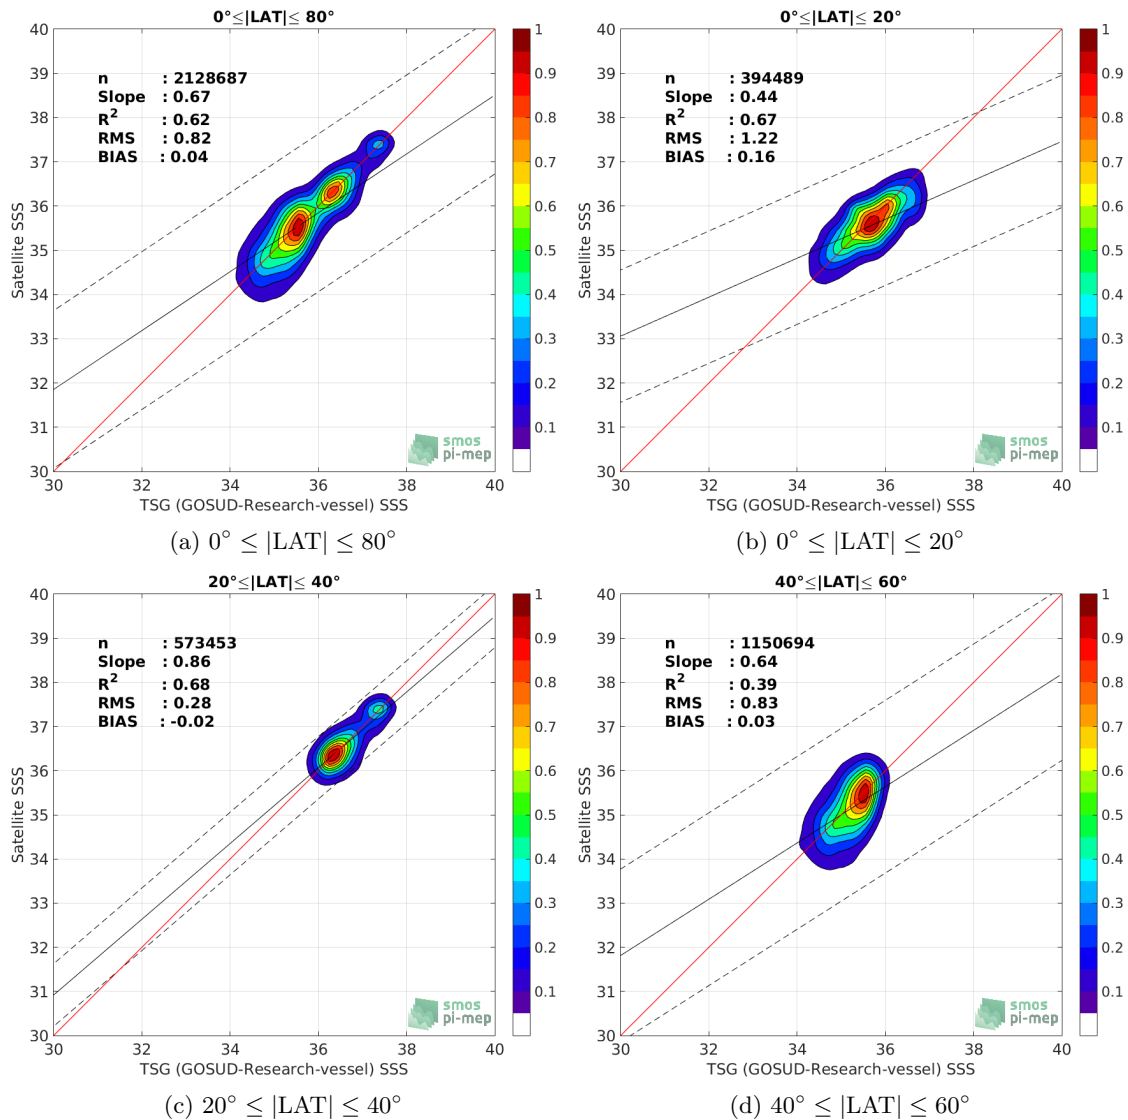 0°≤|LAT|≤ 80°
40
39
38
37
36
35
34
33
32
31
30
Satellite SSS
n : 2128687
Slope : 0.67
R² : 0.62
RMS : 0.82
BIAS : 0.04
smos
pi-mep
30 32 34 36 38 40
TSG (GOSUD-Research-vessel) SSS
1
0.9
0.8
0.7
0.6
0.5
0.4
0.3
0.2
0.1
(a) 0° ≤ |LAT| ≤ 80°
0°≤|LAT|≤ 20°
40
39
38
37
36
35
34
33
32
31
30
Satellite SSS
n : 394489
Slope : 0.44
R² : 0.67
RMS : 1.22
BIAS : 0.16
smos
pi-mep
30 32 34 36 38 40
TSG (GOSUD-Research-vessel) SSS
1
0.9
0.8
0.7
0.6
0.5
0.4
0.3
0.2
0.1
(b) 0° ≤ |LAT| ≤ 20°
20°≤|LAT|≤ 40°
40
39
38
37
36
35
34
33
32
31
30
Satellite SSS
n : 573453
Slope : 0.86
R² : 0.68
RMS : 0.28
BIAS : -0.02
smos
pi-mep
30 32 34 36 38 40
TSG (GOSUD-Research-vessel) SSS
1
0.9
0.8
0.7
0.6
0.5
0.4
0.3
0.2
0.1
(c) 20° ≤ |LAT| ≤ 40°
40°≤|LAT|≤ 60°
40
39
38
37
36
35
34
33
32
31
30
Satellite SSS
n : 1150694
Slope : 0.64
R² : 0.39
RMS : 0.83
BIAS : 0.03
smos
pi-mep
30 32 34 36 38 40
TSG (GOSUD-Research-vessel) SSS
1
0.9
0.8
0.7
0.6
0.5
0.4
0.3
0.2
0.1
(d) 40° ≤ |LAT| ≤ 60°